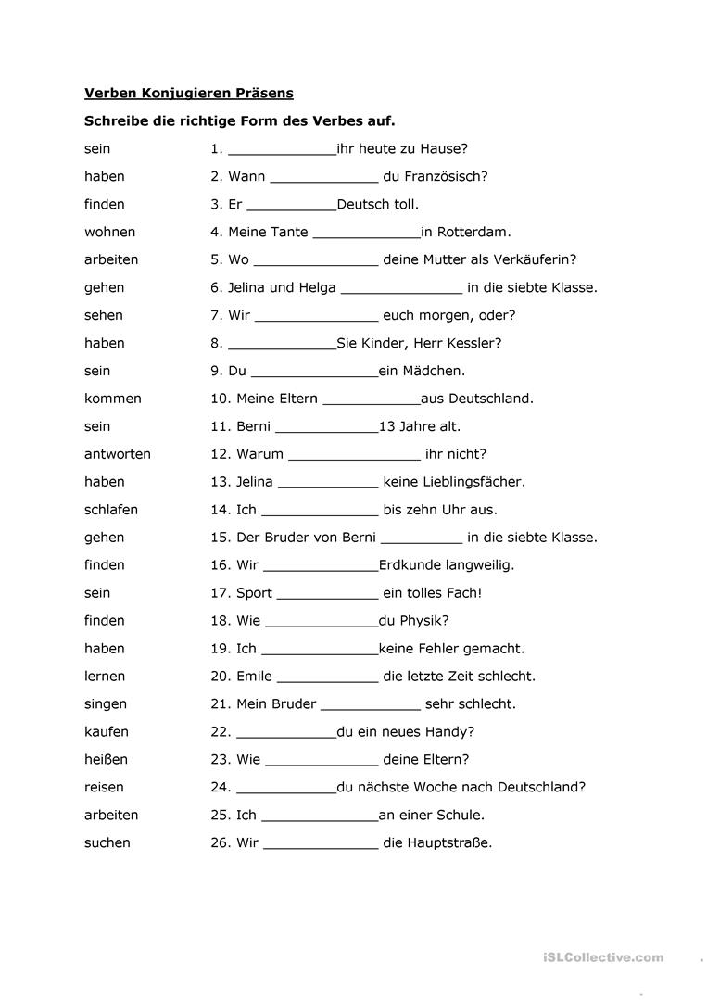 Verben Konjugieren Präsens
Schreibe die richtige Form des Verbes auf.
sein 1. _____________ihr heute zu Hause?
haben 2. Wann _____________ du Französisch?
finden 3. Er ___________Deutsch toll.
wohnen 4. Meine Tante _____________in Rotterdam.
arbeiten 5. Wo _______________ deine Mutter als Verkäuferin?
gehen 6. Jelina und Helga _______________ in die siebte Klasse.
sehen 7. Wir _______________ euch morgen, oder?
haben 8. _____________Sie Kinder, Herr Kessler?
sein 9. Du _______________ein Mädchen.
kommen 10. Meine Eltern ____________aus Deutschland.
sein 11. Berni ____________13 Jahre alt.
antworten 12. Warum ________________ ihr nicht?
haben 13. Jelina ____________ keine Lieblingsfächer.
schlafen 14. Ich ______________ bis zehn Uhr aus.
gehen 15. Der Bruder von Berni __________ in die siebte Klasse.
finden 16. Wir ______________Erdkunde langweilig.
sein 17. Sport ____________ ein tolles Fach!
finden 18. Wie ______________du Physik?
haben 19. Ich ______________keine Fehler gemacht.
lernen 20. Emile ____________ die letzte Zeit schlecht.
singen 21. Mein Bruder ____________ sehr schlecht.
kaufen 22. ____________du ein neues Handy?
heißen 23. Wie ______________ deine Eltern?
reisen 24. ____________du nächste Woche nach Deutschland?
arbeiten 25. Ich ______________an einer Schule.
suchen 26. Wir ______________ die Hauptstraße.
iSLCollective.com